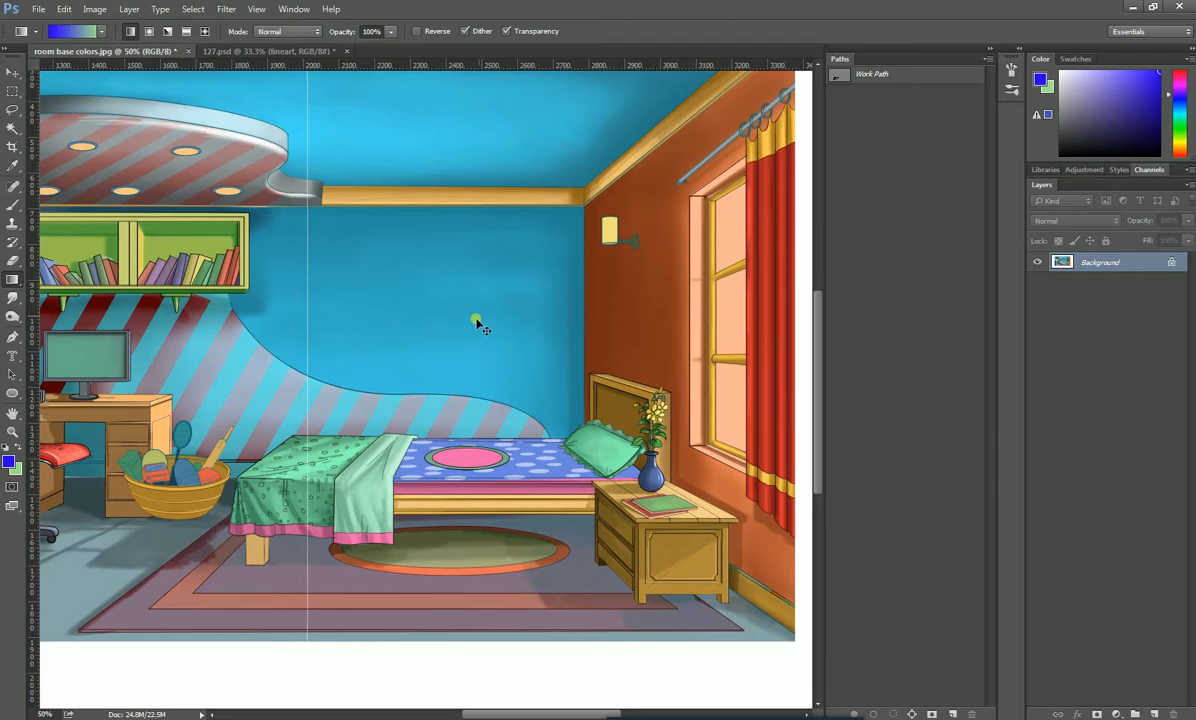 Ps File Edit Image Layer Type Select Filter View Window Help
Mode: Normal Opacity: 100% Reverse Dither Transparency Essentials
room base colors.jpg @ 50% (RGB/8) * × 127.psd @ 33.3% (lineart, RGB/8#) * ×
Paths
Work Path
Color Swatches
1300 1400 1500 1600 1700 1800 1900 2000 2100 2200 2300 2400 2500 2600 2700 2800 2900 3000 3100 3200 3300
Libraries Adjustment Styles Channels
Layers
Kind
Normal Opacity: 100%
Lock: Fill: 100%
Background
50% Doc: 24.8M/22.5M